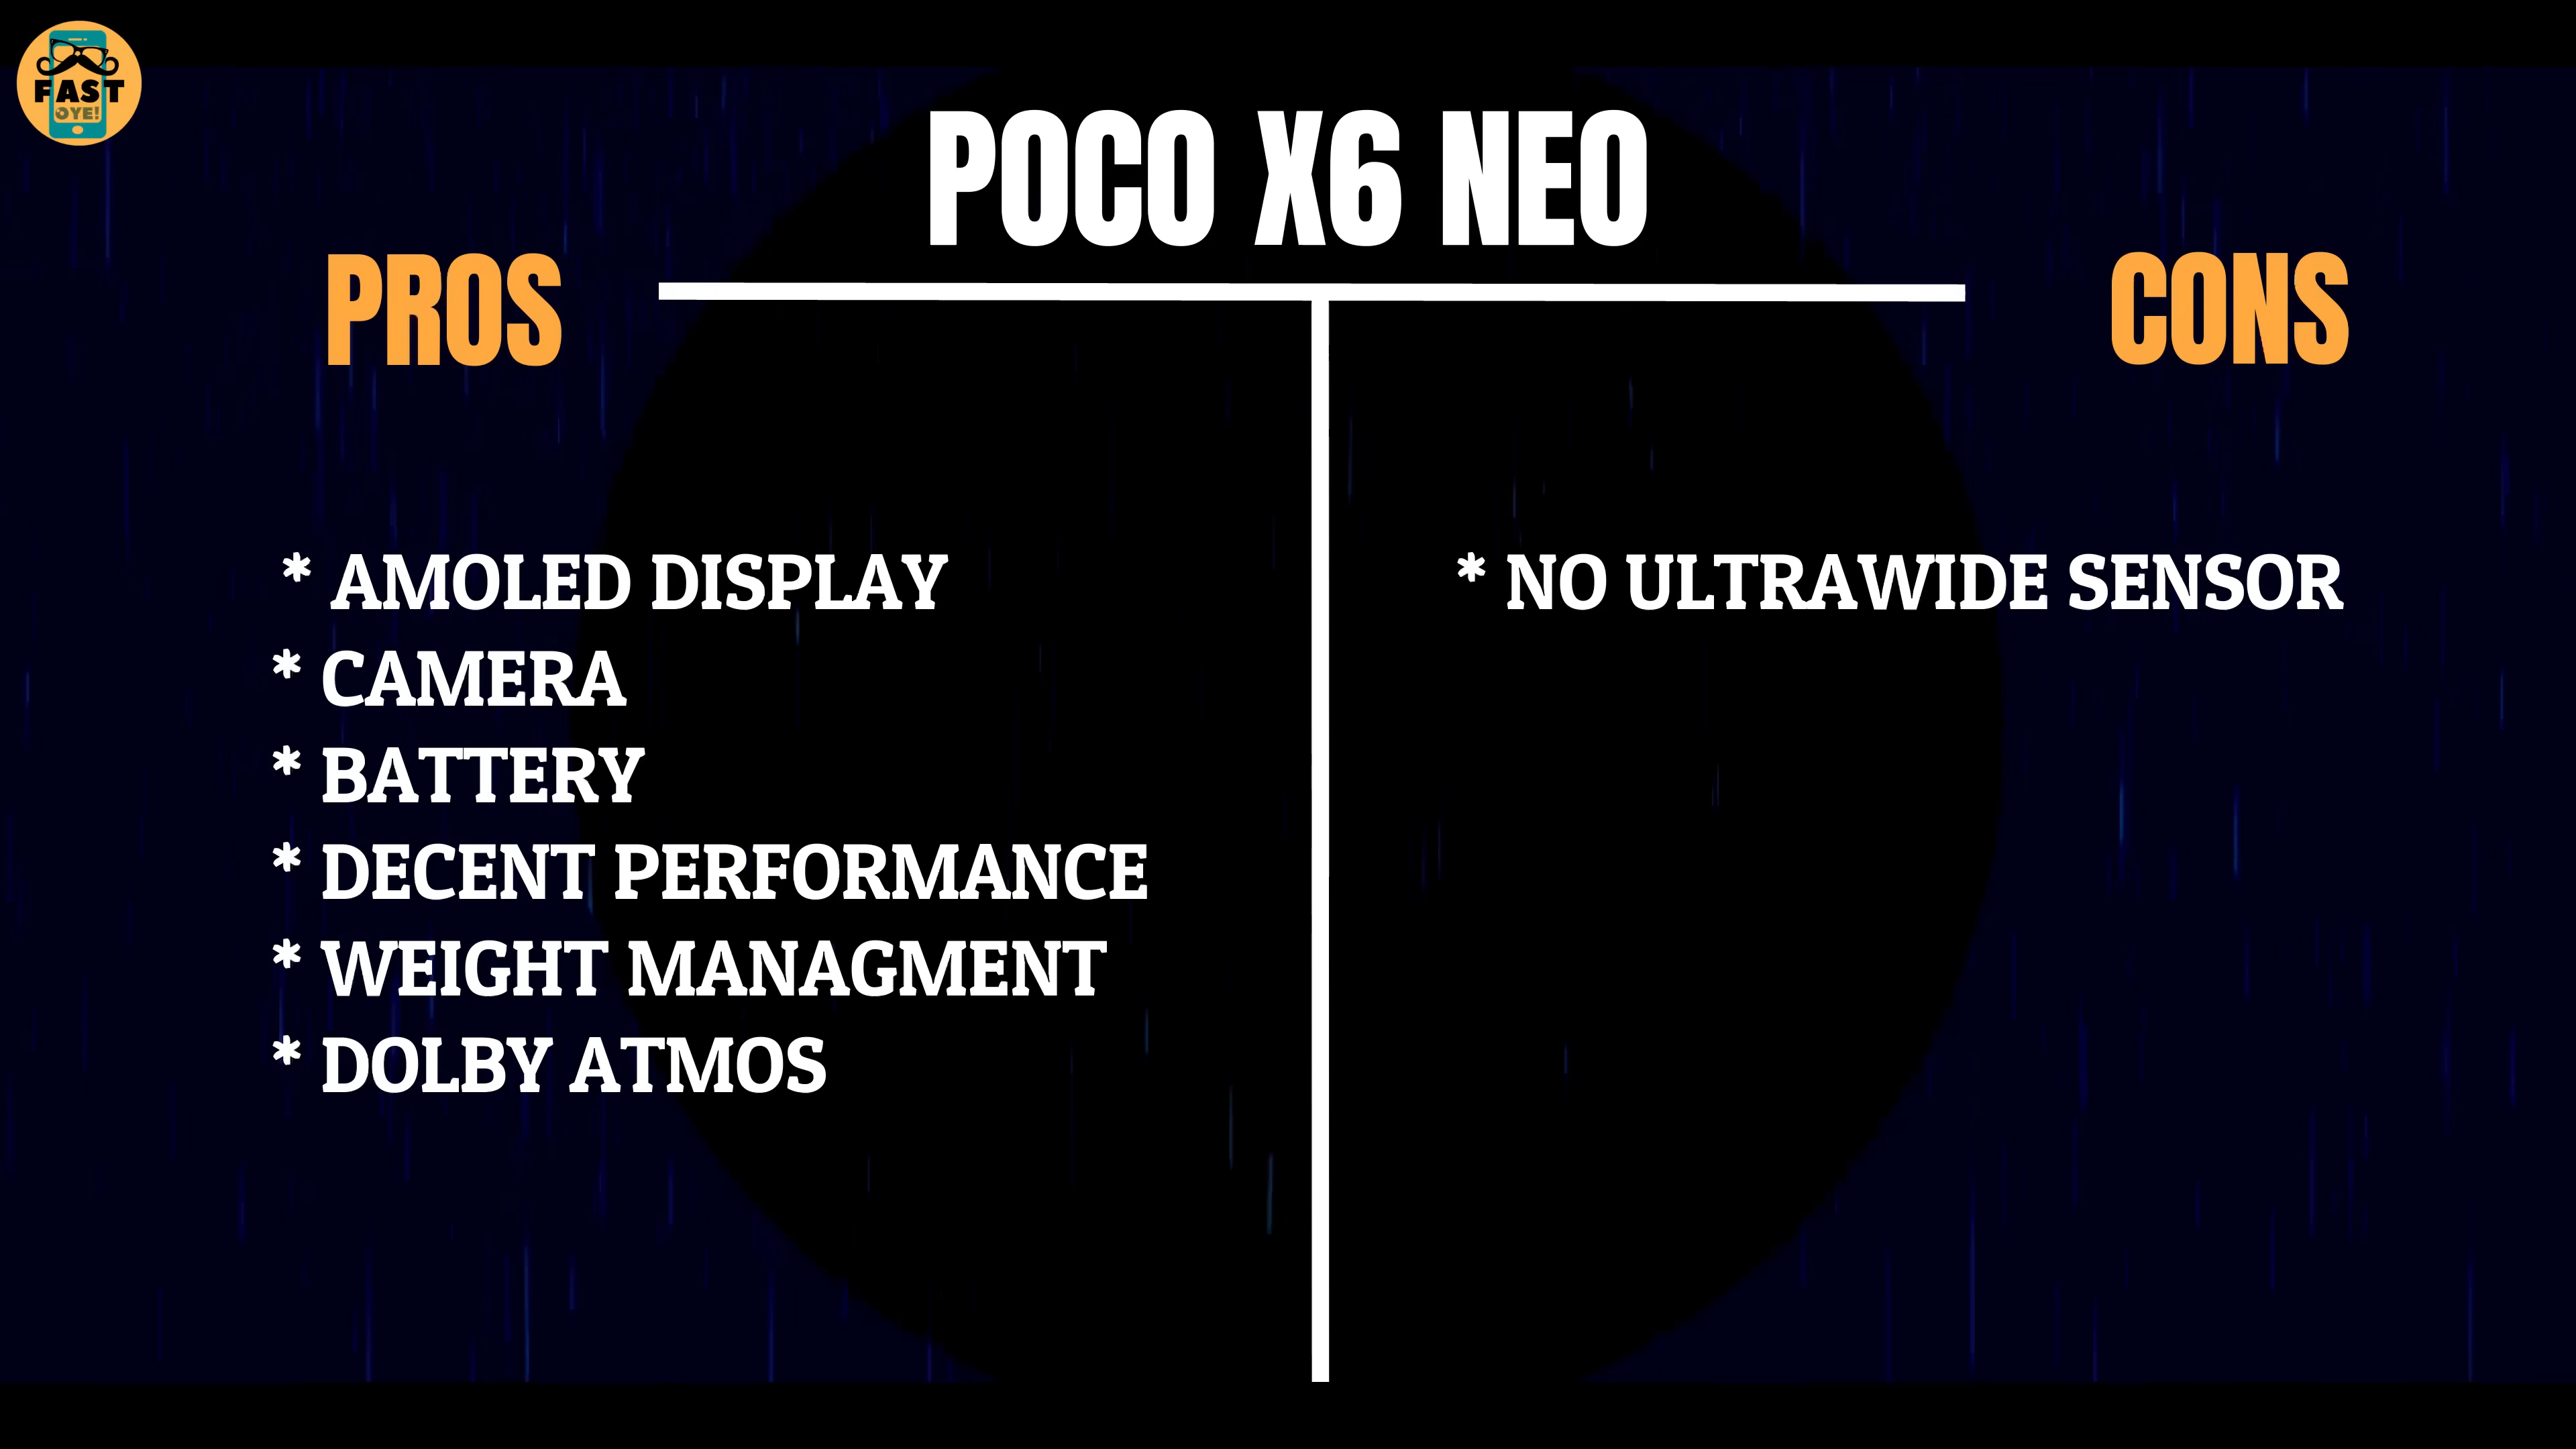 FAST
OYE!
POCO X6 NEO
PROS
CONS
* AMOLED DISPLAY
* CAMERA
* BATTERY
* DECENT PERFORMANCE
* WEIGHT MANAGMENT
* DOLBY ATMOS
* NO ULTRAWIDE SENSOR